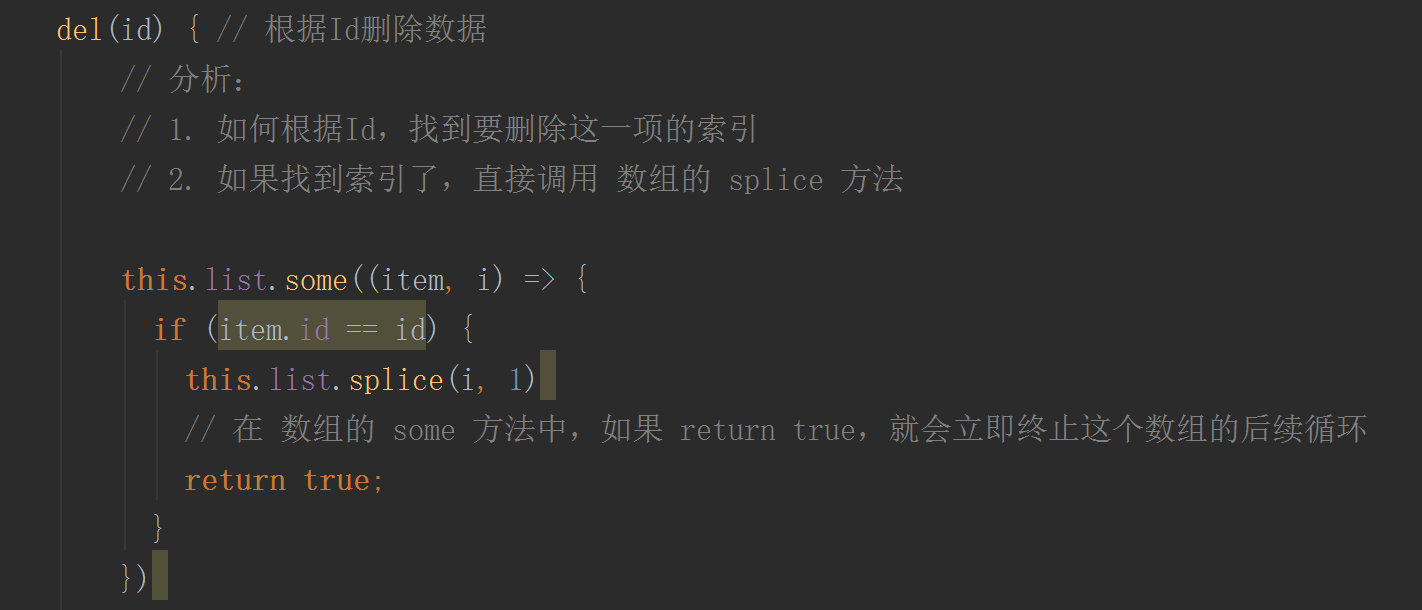 del(id) { // 根据Id删除数据
// 分析：
// 1. 如何根据Id，找到要删除这一项的索引
// 2. 如果找到索引了，直接调用 数组的 splice 方法
this.list.some((item, i) => {
if (item.id == id) {
this.list.splice(i, 1)
// 在 数组的 some 方法中，如果 return true，就会立即终止这个数组的后续循环
return true;
}
})